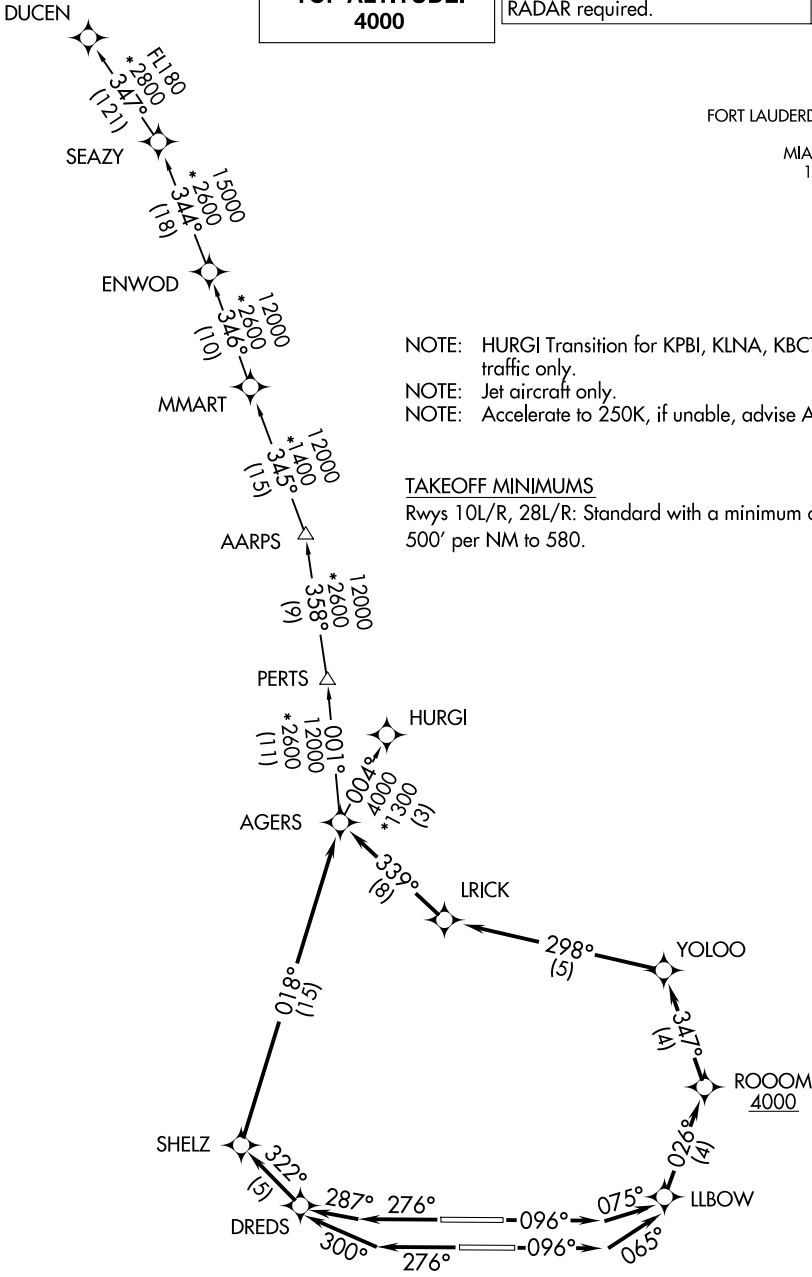 DUCEN
TOP ALTITUDE:
4000
RADAR required.
FL180
*2800
347°
(121)
SEAZY
FORT LAUDERD
MIA
1
15000
*2600
344°
(18)
ENWOD
12000
*2600
346°
(10)
MMART
NOTE: HURGI Transition for KPBI, KLNA, KBCT
traffic only.
NOTE: Jet aircraft only.
NOTE: Accelerate to 250K, if unable, advise A
12000
*1400
345°
(15)
TAKEOFF MINIMUMS
Rwys 10L/R, 28L/R: Standard with a minimum
500' per NM to 580.
AARPS
12000
*2600
358°
(9)
PERTS
HURGI
001°
12000
*2600
(11)
004°
4000
*1300
(3)
AGERS
339°
(8)
LRICK
298°
(5)
YOLOO
018°
(15)
347°
(4)
ROOOM
4000
026°
(4)
SHELZ
322°
(5)
DREDS
287° 276°
096° 075°
LLBOW
300° 276°
096° 065°